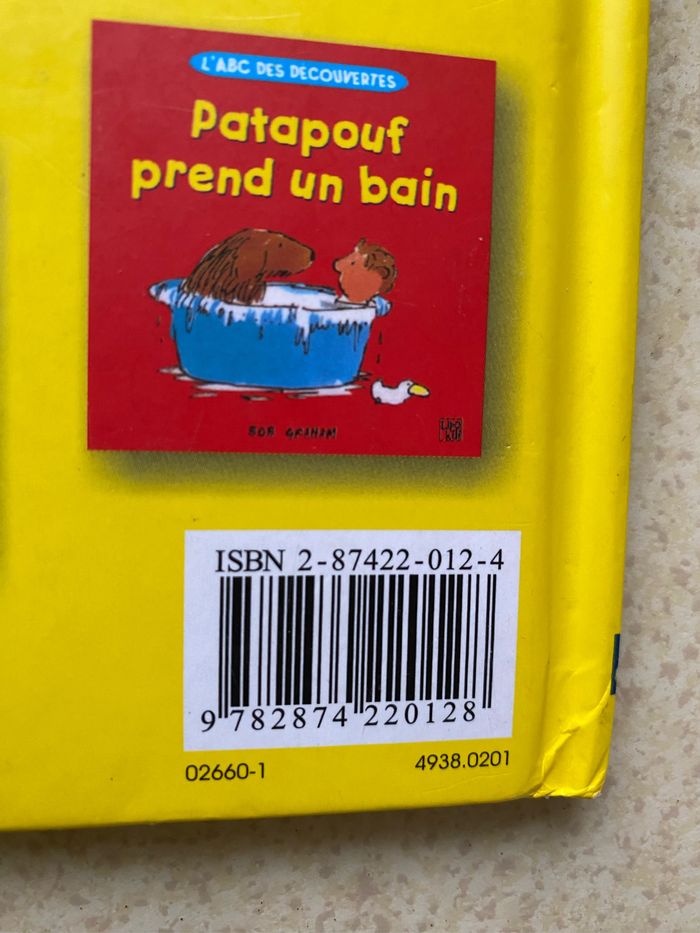 L'ABC DES DÉCOUVERTES
Patapouf
prend un bain
BOB GRAHAM
ISBN 2-87422-012-4
9 782874 220128
02660-1
4938.0201